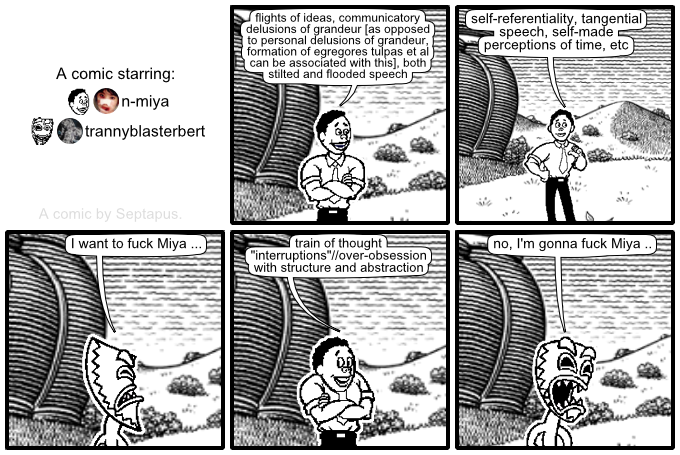 A comic starring:
n-miya
trannyblasterbert
A comic by Septapus.
flights of ideas, communicatory
delusions of grandeur [as opposed
to personal delusions of grandeur,
formation of egregores tulpas et al
can be associated with this], both
stilted and flooded speech
self-referentiality, tangential
speech, self-made
perceptions of time, etc
I want to fuck Miya ...
train of thought
"interruptions"//over-obsession
with structure and abstraction
no, I'm gonna fuck Miya ..